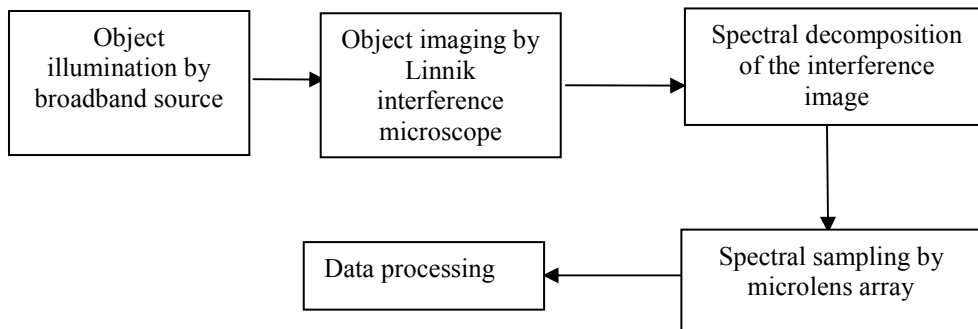 Object
illumination by
broadband source
Object imaging by
Linnik
interference
microscope
Spectral decomposition
of the interference
image
Spectral sampling by
microlens array
Data processing